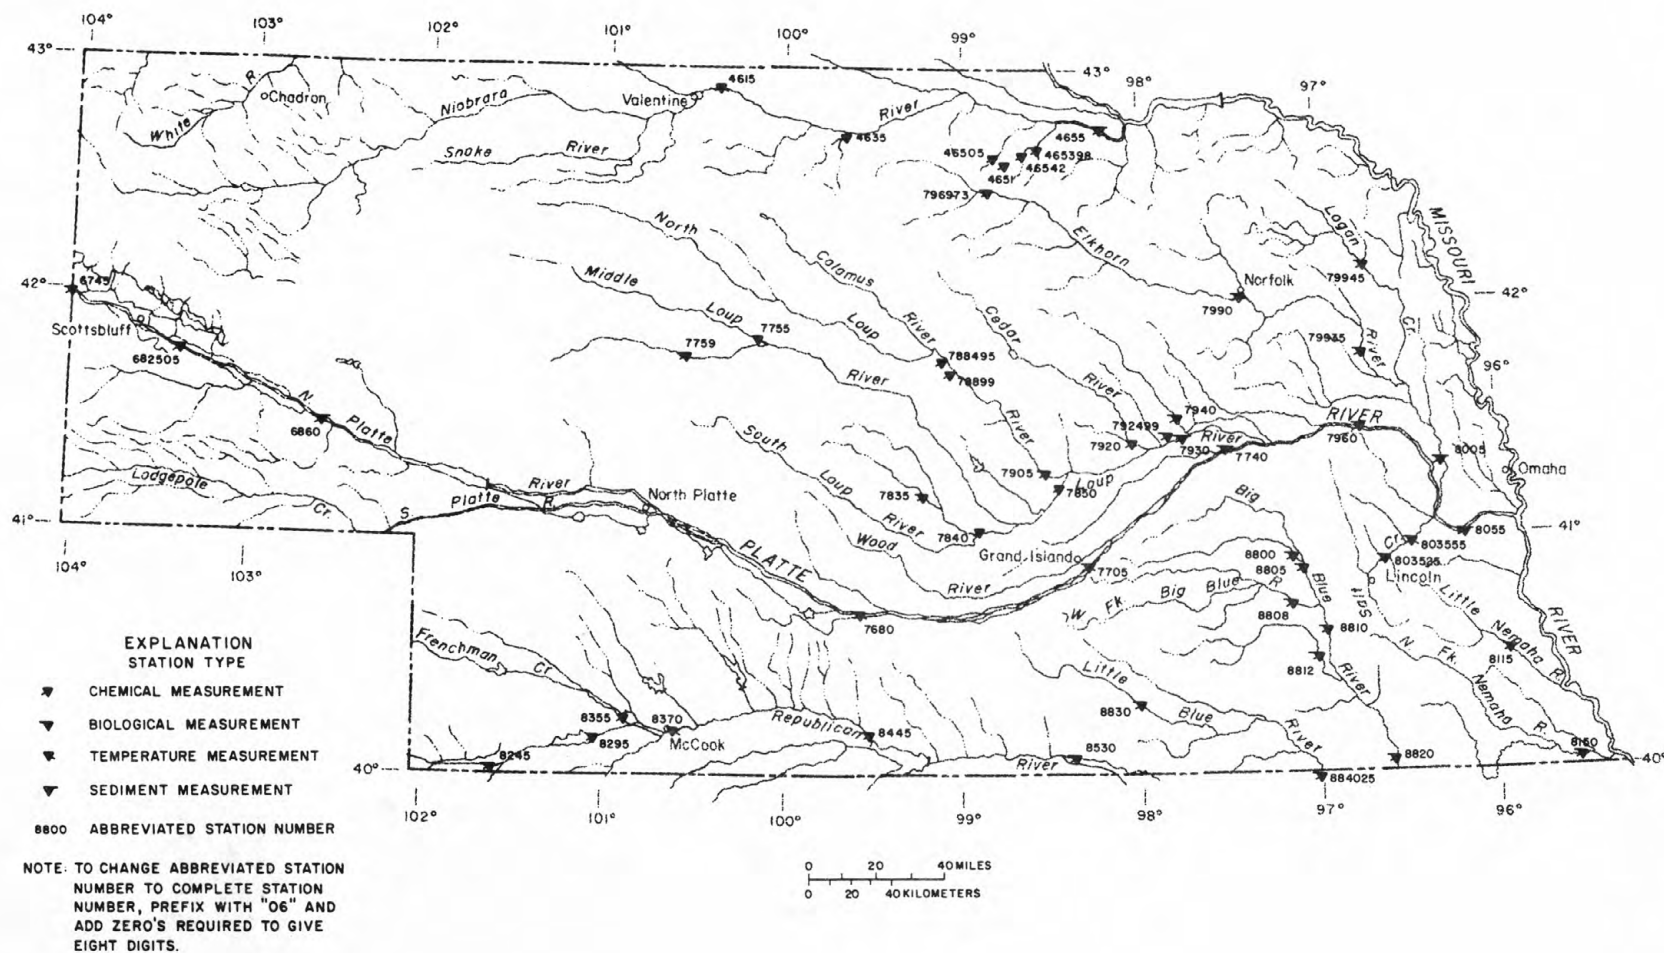 104°
103°
102°
101°
100°
99°
43°
43°
98°
97°
Chadron
White R.
Niobrara River
Valentine
4615
4635
Snake River
4655
465398
46505
46542
4651
796973
Elkhorn River
Logan Cr.
MISSOURI RIVER
79945
Norfolk
7990
79935
42°
42°
6745
Scottsbluff
682505
North Loup River
Calamus River
Middle Loup River
Cedar River
7755
7759
788495
78899
96°
6860
N. Platte River
7940
792499
7920
7930
7740
RIVER
7960
8005
Omaha
7905
Loup River
7850
South Loup River
7835
7840
Lodgepole Cr.
S. Platte R.
North Platte
41°
41°
104°
103°
PLATTE
Wood River
Grand Island
7705
7680
Big Blue River
8800
8805
W Fk. Big Blue R.
8808
8810
8812
8055
803555
Salt Cr
Lincoln
Little Nemaha R.
8115
N Fk. Nemaha R.
8150
Frenchman Cr
8355
8370
McCook
8295
8245
Republican River
8445
8530
Little Blue River
8830
8820
884025
40°
40°
102°
101°
100°
99°
98°
97°
96°
EXPLANATION
STATION TYPE
CHEMICAL MEASUREMENT
BIOLOGICAL MEASUREMENT
TEMPERATURE MEASUREMENT
SEDIMENT MEASUREMENT
8800 ABBREVIATED STATION NUMBER
NOTE: TO CHANGE ABBREVIATED STATION
NUMBER TO COMPLETE STATION
NUMBER, PREFIX WITH "06" AND
ADD ZERO'S REQUIRED TO GIVE
EIGHT DIGITS.
0 20 40 MILES
0 20 40 KILOMETERS